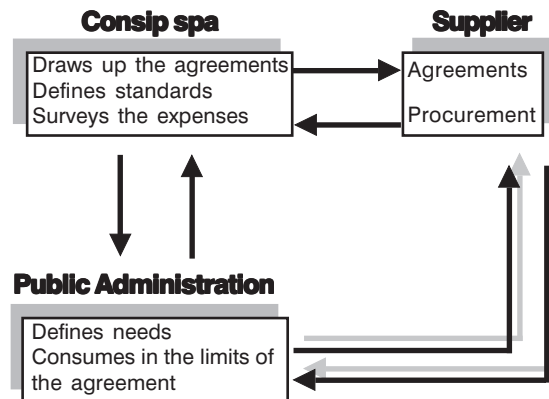 Consip spa
Draws up the agreements
Defines standards
Surveys the expenses
Supplier
Agreements
Procurement
Public Administration
Defines needs
Consumes in the limits of
the agreement